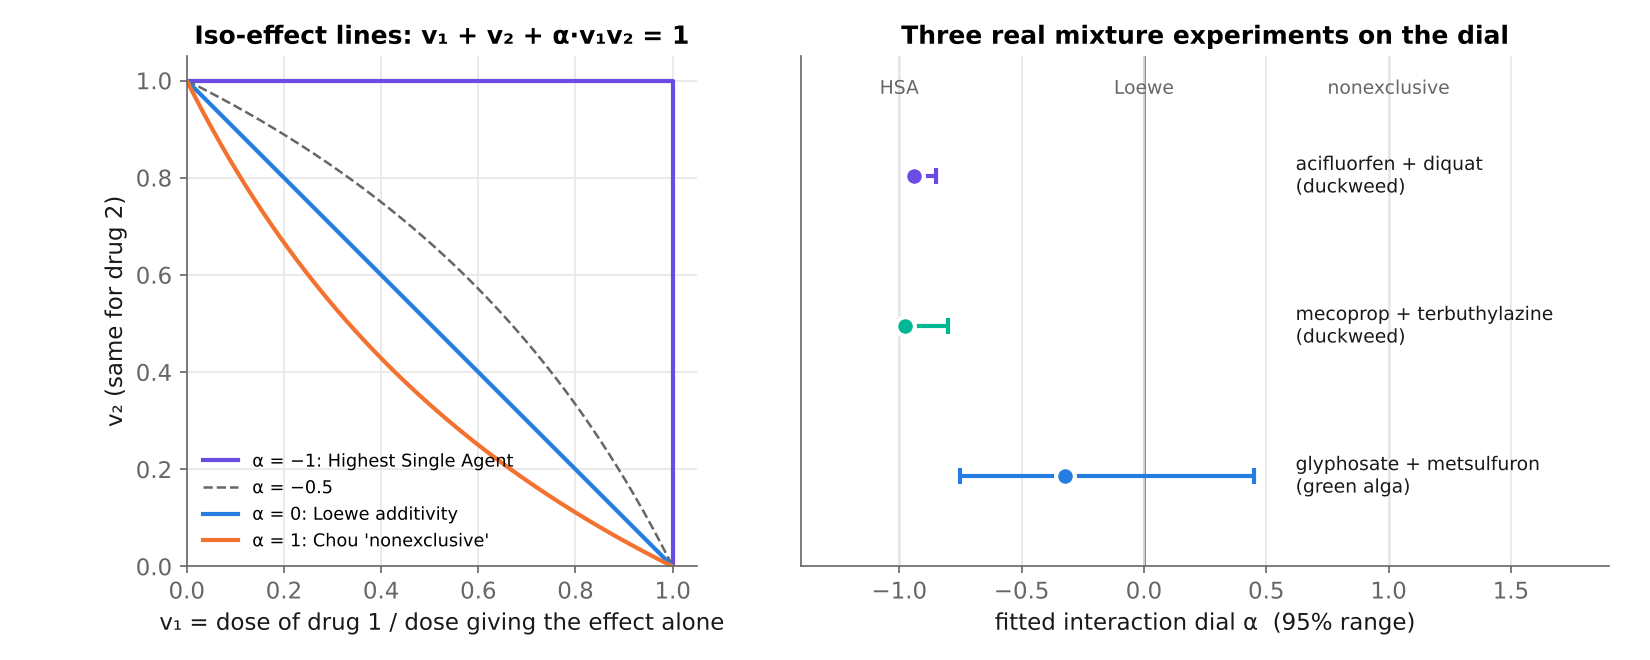 Iso-effect lines: v₁ + v₂ + α·v₁v₂ = 1
1.0
0.8
0.6
0.4
0.2
0.0
v₂ (same for drug 2)
α = −1: Highest Single Agent
α = −0.5
α = 0: Loewe additivity
α = 1: Chou 'nonexclusive'
0.0 0.2 0.4 0.6 0.8 1.0
v₁ = dose of drug 1 / dose giving the effect alone
Three real mixture experiments on the dial
HSA Loewe nonexclusive
acifluorfen + diquat
(duckweed)
mecoprop + terbuthylazine
(duckweed)
glyphosate + metsulfuron
(green alga)
−1.0 −0.5 0.0 0.5 1.0 1.5
fitted interaction dial α (95% range)